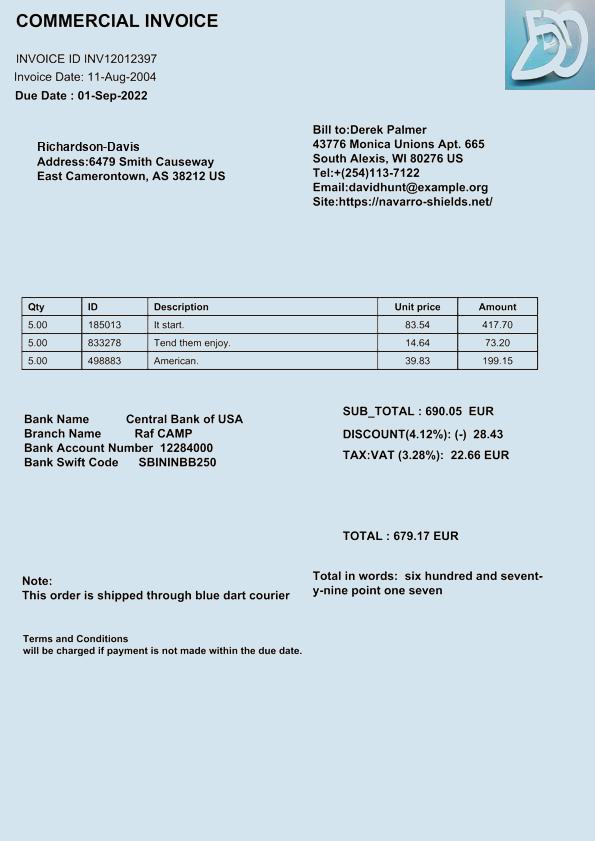 COMMERCIAL INVOICE
INVOICE ID INV12012397
Invoice Date: 11-Aug-2004
Due Date : 01-Sep-2022
Richardson-Davis
Address:6479 Smith Causeway
East Camerontown, AS 38212 US
Bill to:Derek Palmer
43776 Monica Unions Apt. 665
South Alexis, WI 80276 US
Tel:+(254)113-7122
Email:davidhunt@example.org
Site:https://navarro-shields.net/
Qty ID Description Unit price Amount
5.00 185013 It start. 83.54 417.70
5.00 833278 Tend them enjoy. 14.64 73.20
5.00 498883 American. 39.83 199.15
Bank Name Central Bank of USA
Branch Name Raf CAMP
Bank Account Number 12284000
Bank Swift Code SBININBB250
SUB_TOTAL : 690.05 EUR
DISCOUNT(4.12%): (-) 28.43
TAX:VAT (3.28%): 22.66 EUR
TOTAL : 679.17 EUR
Total in words: six hundred and sevent-
y-nine point one seven
Note:
This order is shipped through blue dart courier
Terms and Conditions
will be charged if payment is not made within the due date.